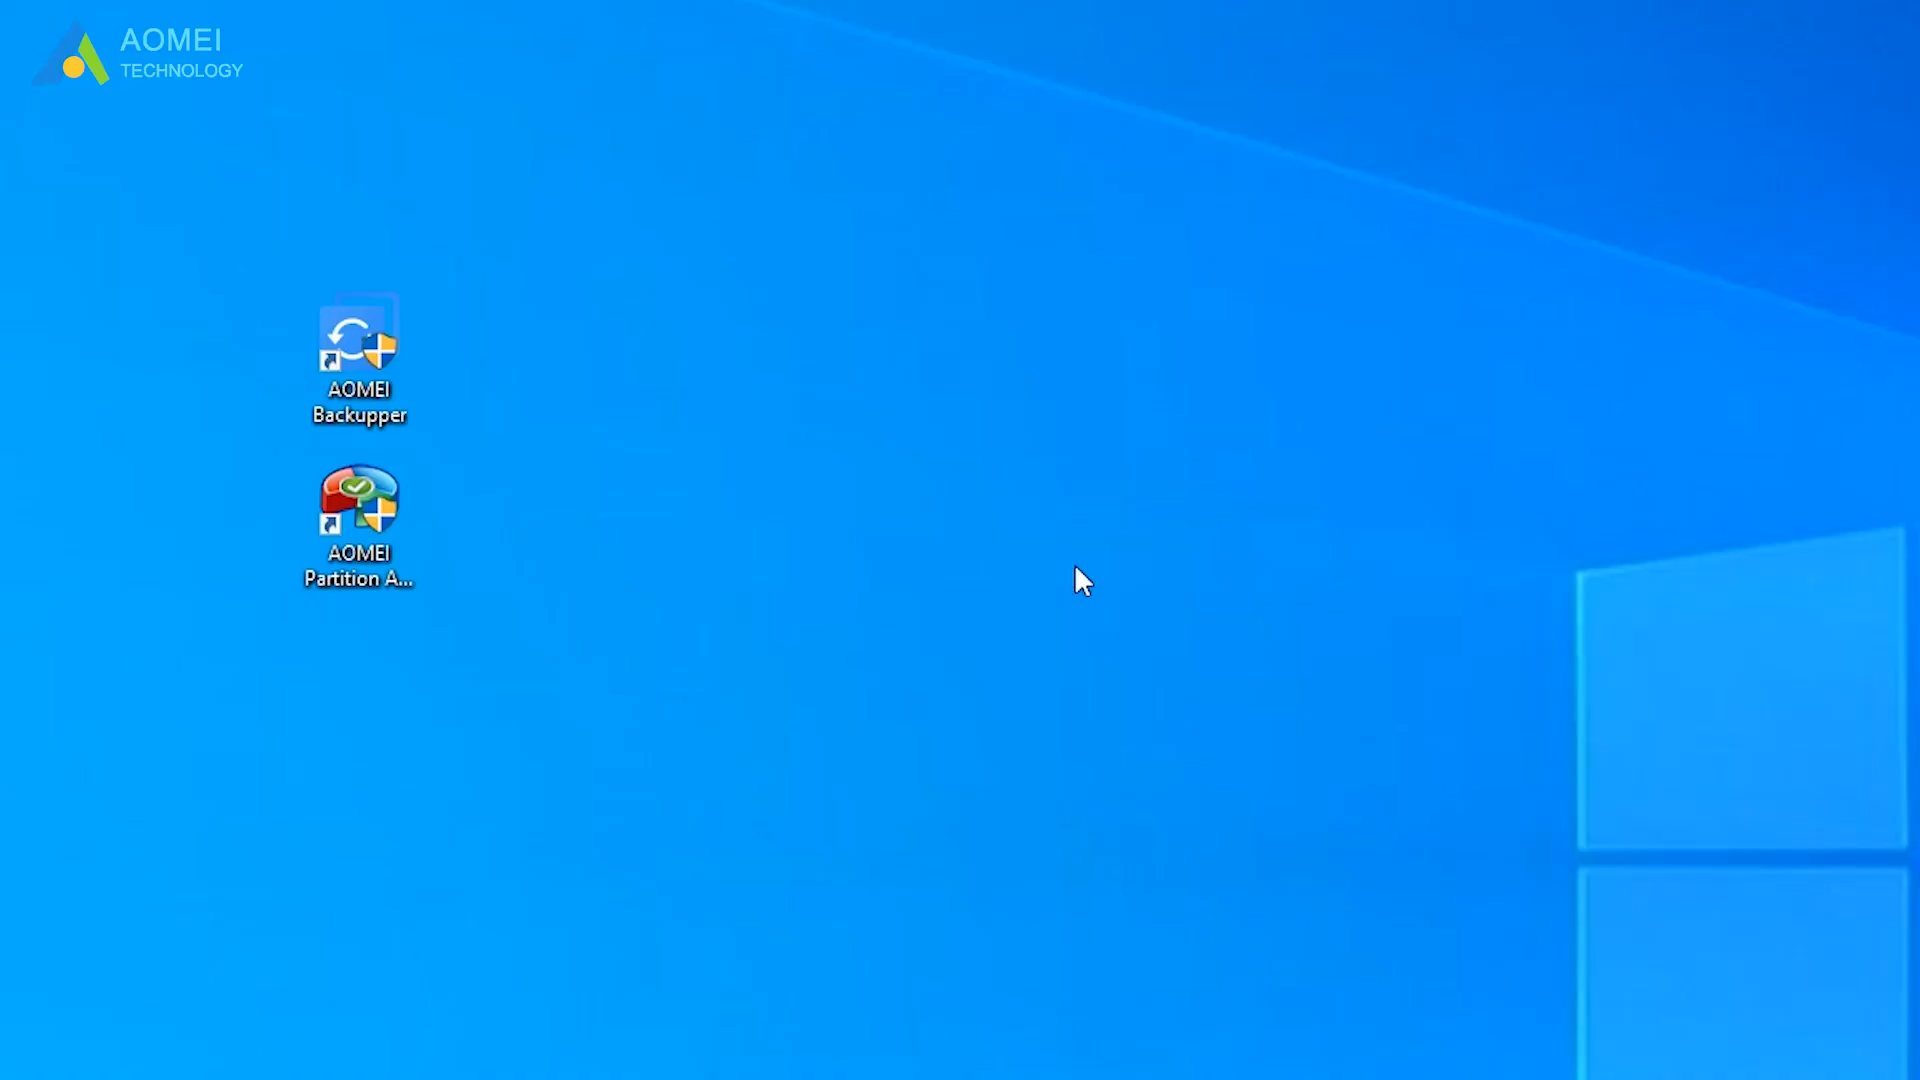 AOMEI
TECHNOLOGY
AOMEI
Backupper
AOMEI
Partition A...